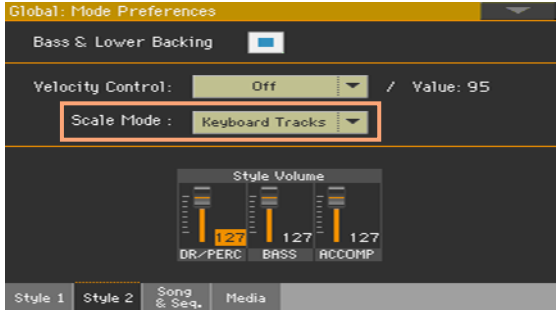 Global: Mode Preferences
Bass & Lower Backing
Velocity Control: Off / Value: 95
Scale Mode : Keyboard Tracks
Style Volume
127 127 127
DR/PERC BASS ACCOMP
Style 1 Style 2 Song & Seq. Media